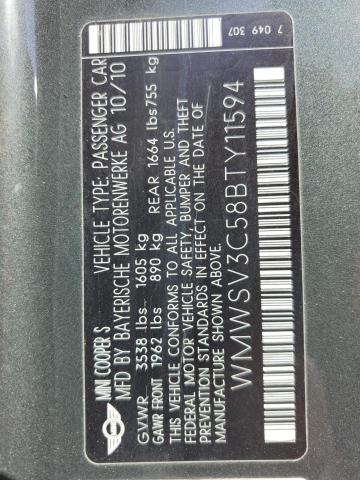 MINI COOPER S VEHICLE TYPE: PASSENGER CAR
MFD BY BAYERISCHE MOTORENWERKE AG 10/10
GVWR 3538 lbs 1605 kg
GAWR FRONT 1962 lbs 890 kg REAR 1664 lbs 755 kg
THIS VEHICLE CONFORMS TO ALL APPLICABLE U.S.
FEDERAL MOTOR VEHICLE SAFETY, BUMPER AND THEFT
PREVENTION STANDARDS IN EFFECT ON THE DATE
OF MANUFACTURE SHOWN ABOVE.
WMWSV3C58BTY11594
7 049 307
MINI